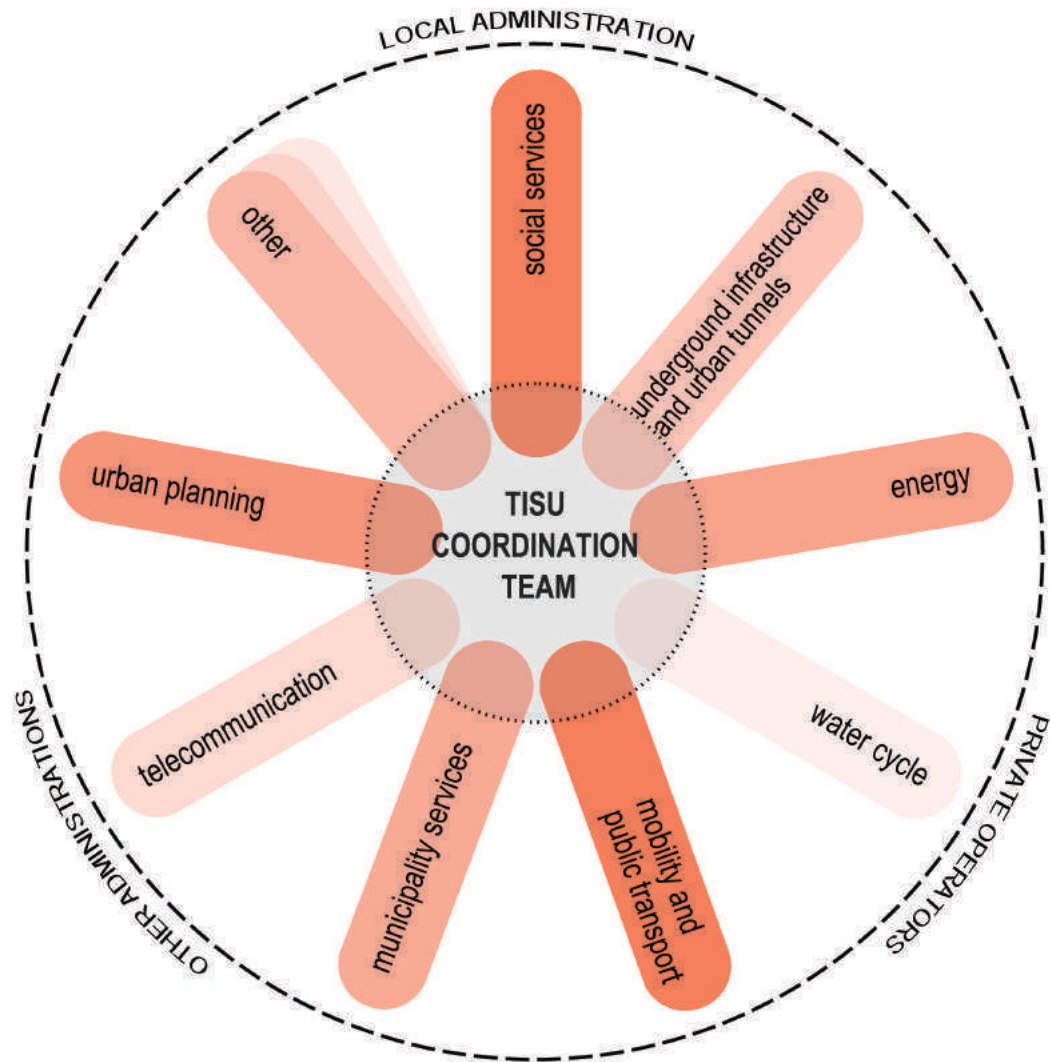 LOCAL ADMINISTRATION
social services
other
underground infrastructure
and urban tunnels
urban planning
energy
TISU
COORDINATION
TEAM
telecommunication
water cycle
municipality services
mobility and
public transport
OTHER ADMINISTRATIONS
PRIVATE OPERATORS